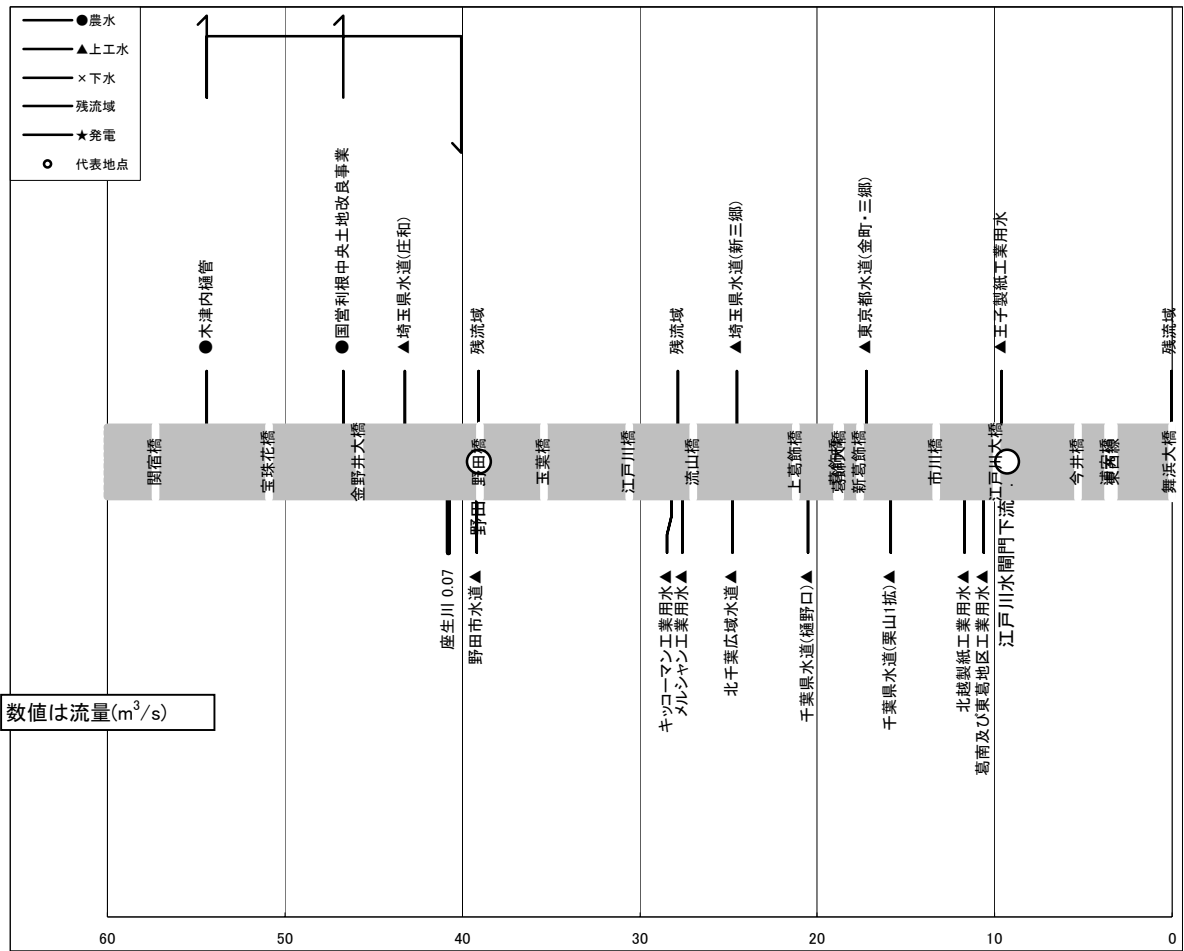 ●農水
▲上工水
×下水
残流域
★発電
代表地点
●木津内樋管
●国営利根中央土地改良事業
▲埼玉県水道(庄和)
残流域
残流域
▲埼玉県水道(新三郷)
▲東京都水道(金町・三郷)
▲王子製紙工業用水
残流域
関宿橋
宝珠花橋
金野井大橋
野田橋
玉葉橋
江戸川橋
流山橋
上葛飾橋
新葛飾橋
市川橋
江戸川大橋
今井橋
舞浜大橋
野田
江戸川水閘門下流
座生川 0.07
野田市水道▲
キッコーマン工業用水▲
メルシャン工業用水▲
北千葉広域水道▲
千葉県水道(樋野口)▲
千葉県水道(栗山1拡)▲
北越製紙工業用水▲
葛南及び東葛地区工業用水▲
数値は流量(m³/s)
60 50 40 30 20 10 0